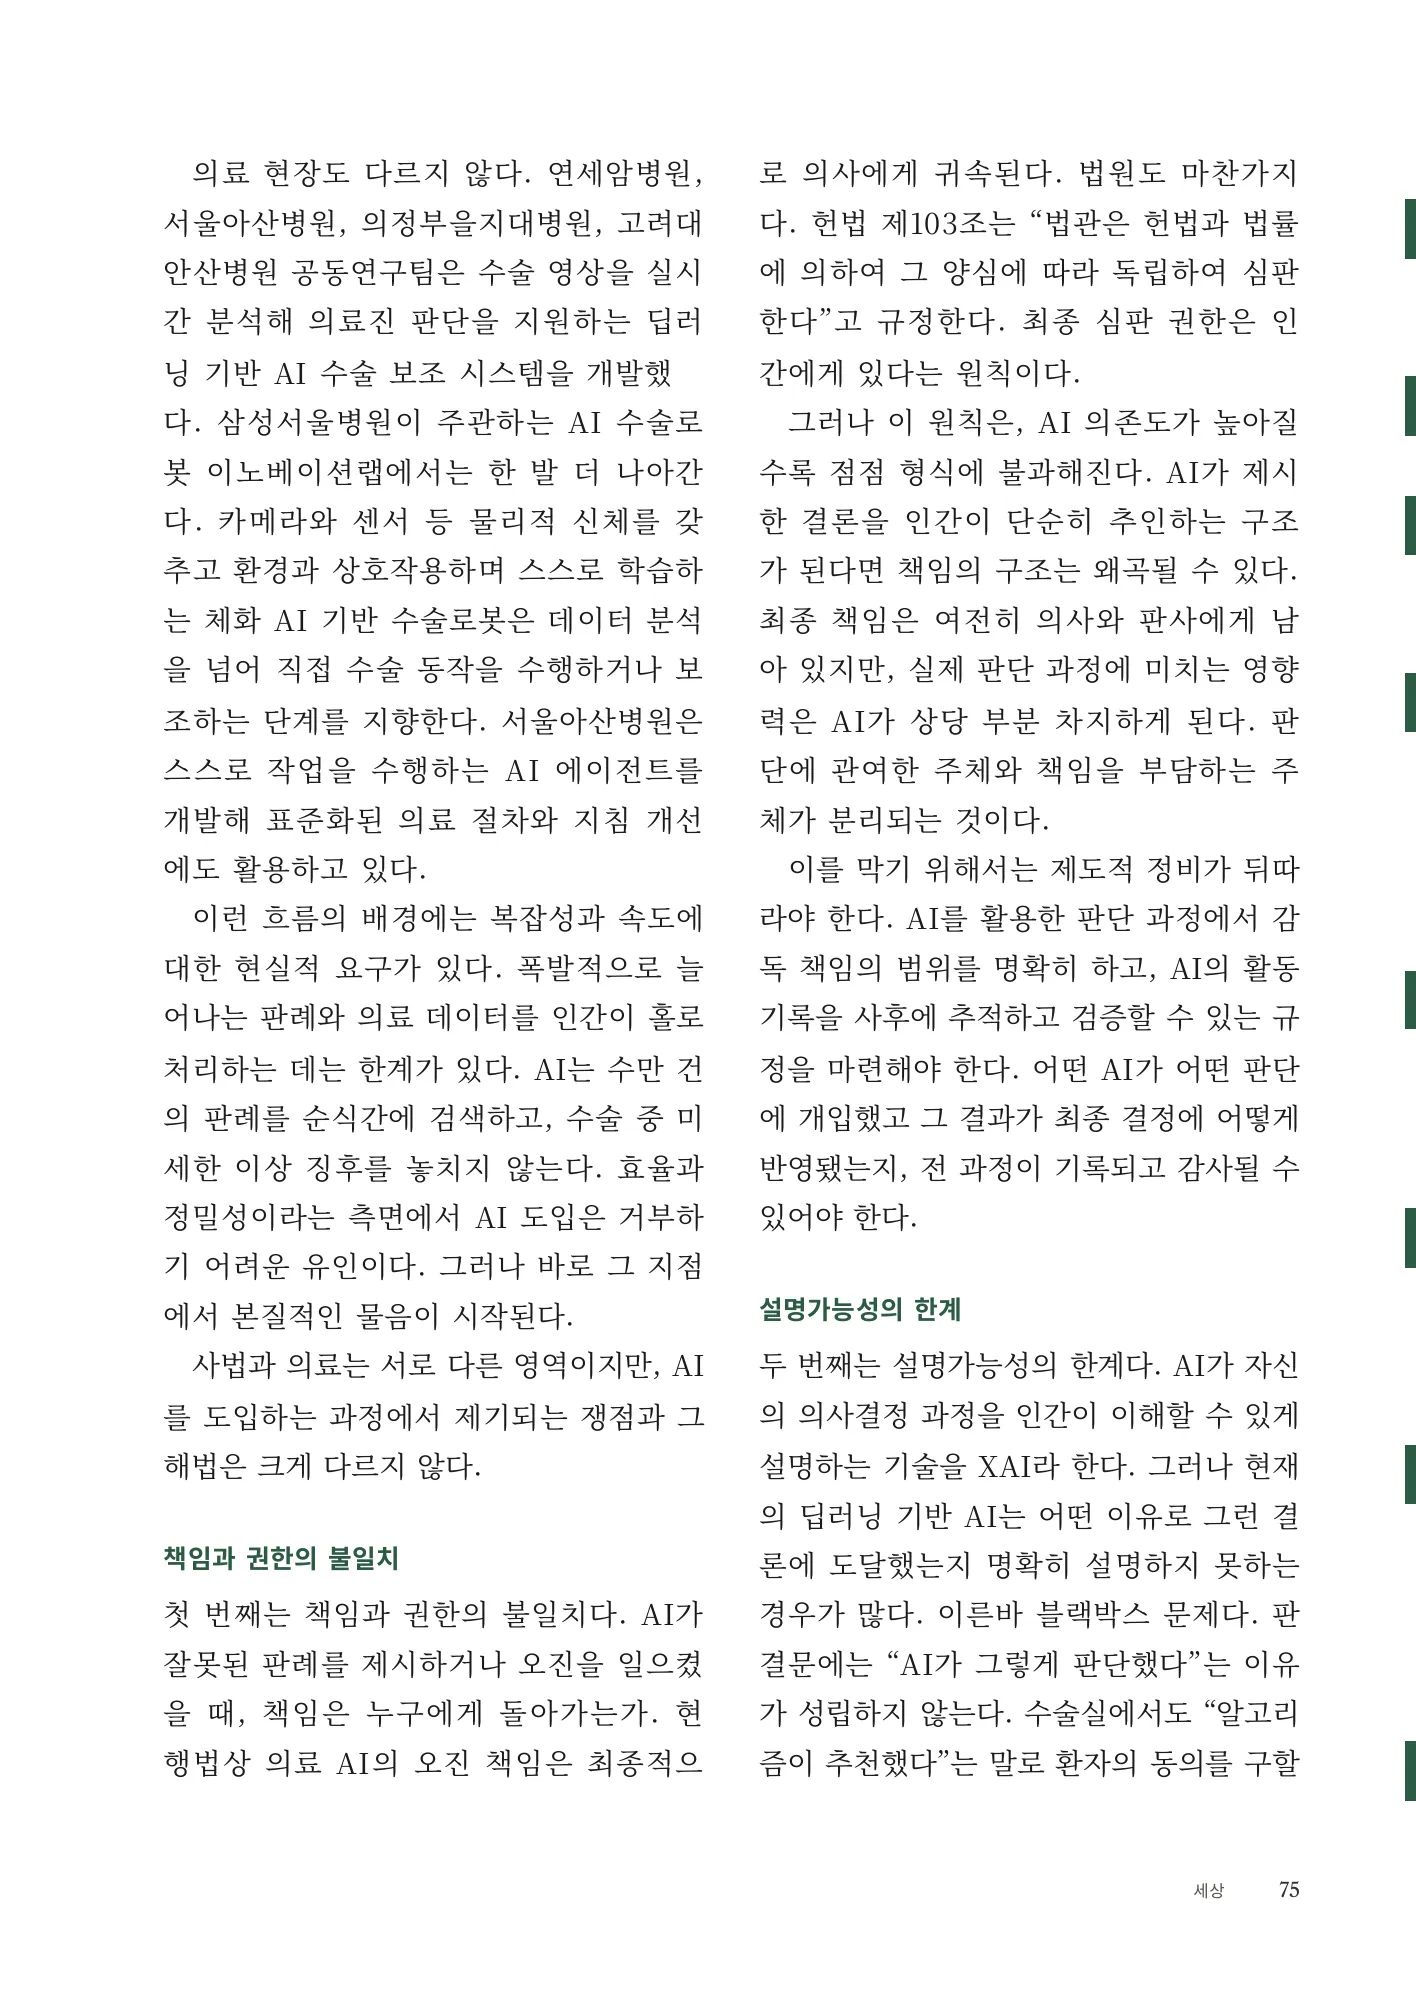 의료 현장도 다르지 않다. 연세암병원,
서울아산병원, 의정부을지대병원, 고려대
안산병원 공동연구팀은 수술 영상을 실시
간 분석해 의료진 판단을 지원하는 딥러
닝 기반 AI 수술 보조 시스템을 개발했
다. 삼성서울병원이 주관하는 AI 수술로
봇 이노베이션랩에서는 한 발 더 나아간
다. 카메라와 센서 등 물리적 신체를 갖
추고 환경과 상호작용하며 스스로 학습하
는 체화 AI 기반 수술로봇은 데이터 분석
을 넘어 직접 수술 동작을 수행하거나 보
조하는 단계를 지향한다. 서울아산병원은
스스로 작업을 수행하는 AI 에이전트를
개발해 표준화된 의료 절차와 지침 개선
에도 활용하고 있다.
이런 흐름의 배경에는 복잡성과 속도에
대한 현실적 요구가 있다. 폭발적으로 늘
어나는 판례와 의료 데이터를 인간이 홀로
처리하는 데는 한계가 있다. AI는 수만 건
의 판례를 순식간에 검색하고, 수술 중 미
세한 이상 징후를 놓치지 않는다. 효율과
정밀성이라는 측면에서 AI 도입은 거부하
기 어려운 유인이다. 그러나 바로 그 지점
에서 본질적인 물음이 시작된다.
사법과 의료는 서로 다른 영역이지만, AI
를 도입하는 과정에서 제기되는 쟁점과 그
해법은 크게 다르지 않다.
책임과 권한의 불일치
첫 번째는 책임과 권한의 불일치다. AI가
잘못된 판례를 제시하거나 오진을 일으켰
을 때, 책임은 누구에게 돌아가는가. 현
행법상 의료 AI의 오진 책임은 최종적으
로 의사에게 귀속된다. 법원도 마찬가지
다. 헌법 제103조는 “법관은 헌법과 법률
에 의하여 그 양심에 따라 독립하여 심판
한다”고 규정한다. 최종 심판 권한은 인
간에게 있다는 원칙이다.
그러나 이 원칙은, AI 의존도가 높아질
수록 점점 형식에 불과해진다. AI가 제시
한 결론을 인간이 단순히 추인하는 구조
가 된다면 책임의 구조는 왜곡될 수 있다.
최종 책임은 여전히 의사와 판사에게 남
아 있지만, 실제 판단 과정에 미치는 영향
력은 AI가 상당 부분 차지하게 된다. 판
단에 관여한 주체와 책임을 부담하는 주
체가 분리되는 것이다.
이를 막기 위해서는 제도적 정비가 뒤따
라야 한다. AI를 활용한 판단 과정에서 감
독 책임의 범위를 명확히 하고, AI의 활동
기록을 사후에 추적하고 검증할 수 있는 규
정을 마련해야 한다. 어떤 AI가 어떤 판단
에 개입했고 그 결과가 최종 결정에 어떻게
반영됐는지, 전 과정이 기록되고 감사될 수
있어야 한다.
설명가능성의 한계
두 번째는 설명가능성의 한계다. AI가 자신
의 의사결정 과정을 인간이 이해할 수 있게
설명하는 기술을 XAI라 한다. 그러나 현재
의 딥러닝 기반 AI는 어떤 이유로 그런 결
론에 도달했는지 명확히 설명하지 못하는
경우가 많다. 이른바 블랙박스 문제다. 판
결문에는 “AI가 그렇게 판단했다”는 이유
가 성립하지 않는다. 수술실에서도 “알고리
즘이 추천했다”는 말로 환자의 동의를 구할
세상 75